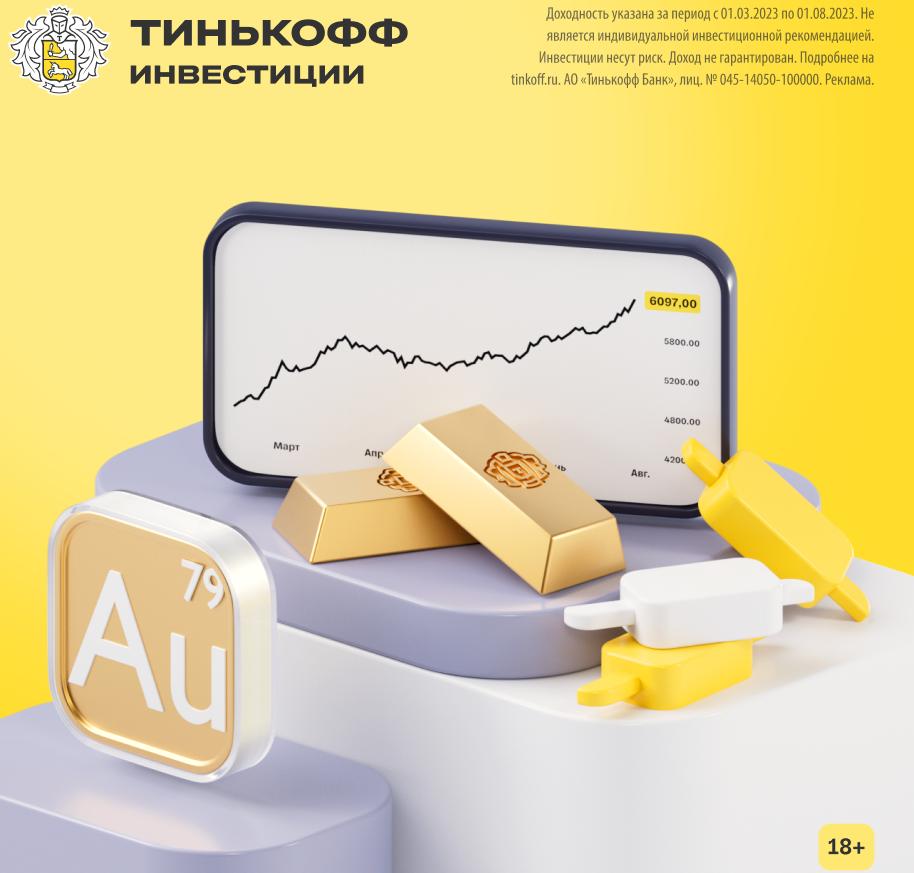 ТИНЬКОФФ
ИНВЕСТИЦИИ
Доходность указана за период с 01.03.2023 по 01.08.2023. Не
является индивидуальной инвестиционной рекомендацией.
Инвестиции несут риск. Доход не гарантирован. Подробнее на
tinkoff.ru. АО «Тинькофф Банк», лиц. № 045-14050-100000. Реклама.
6097,00
5800.00
5200.00
4800.00
Март
Авг.
79
Au
18+